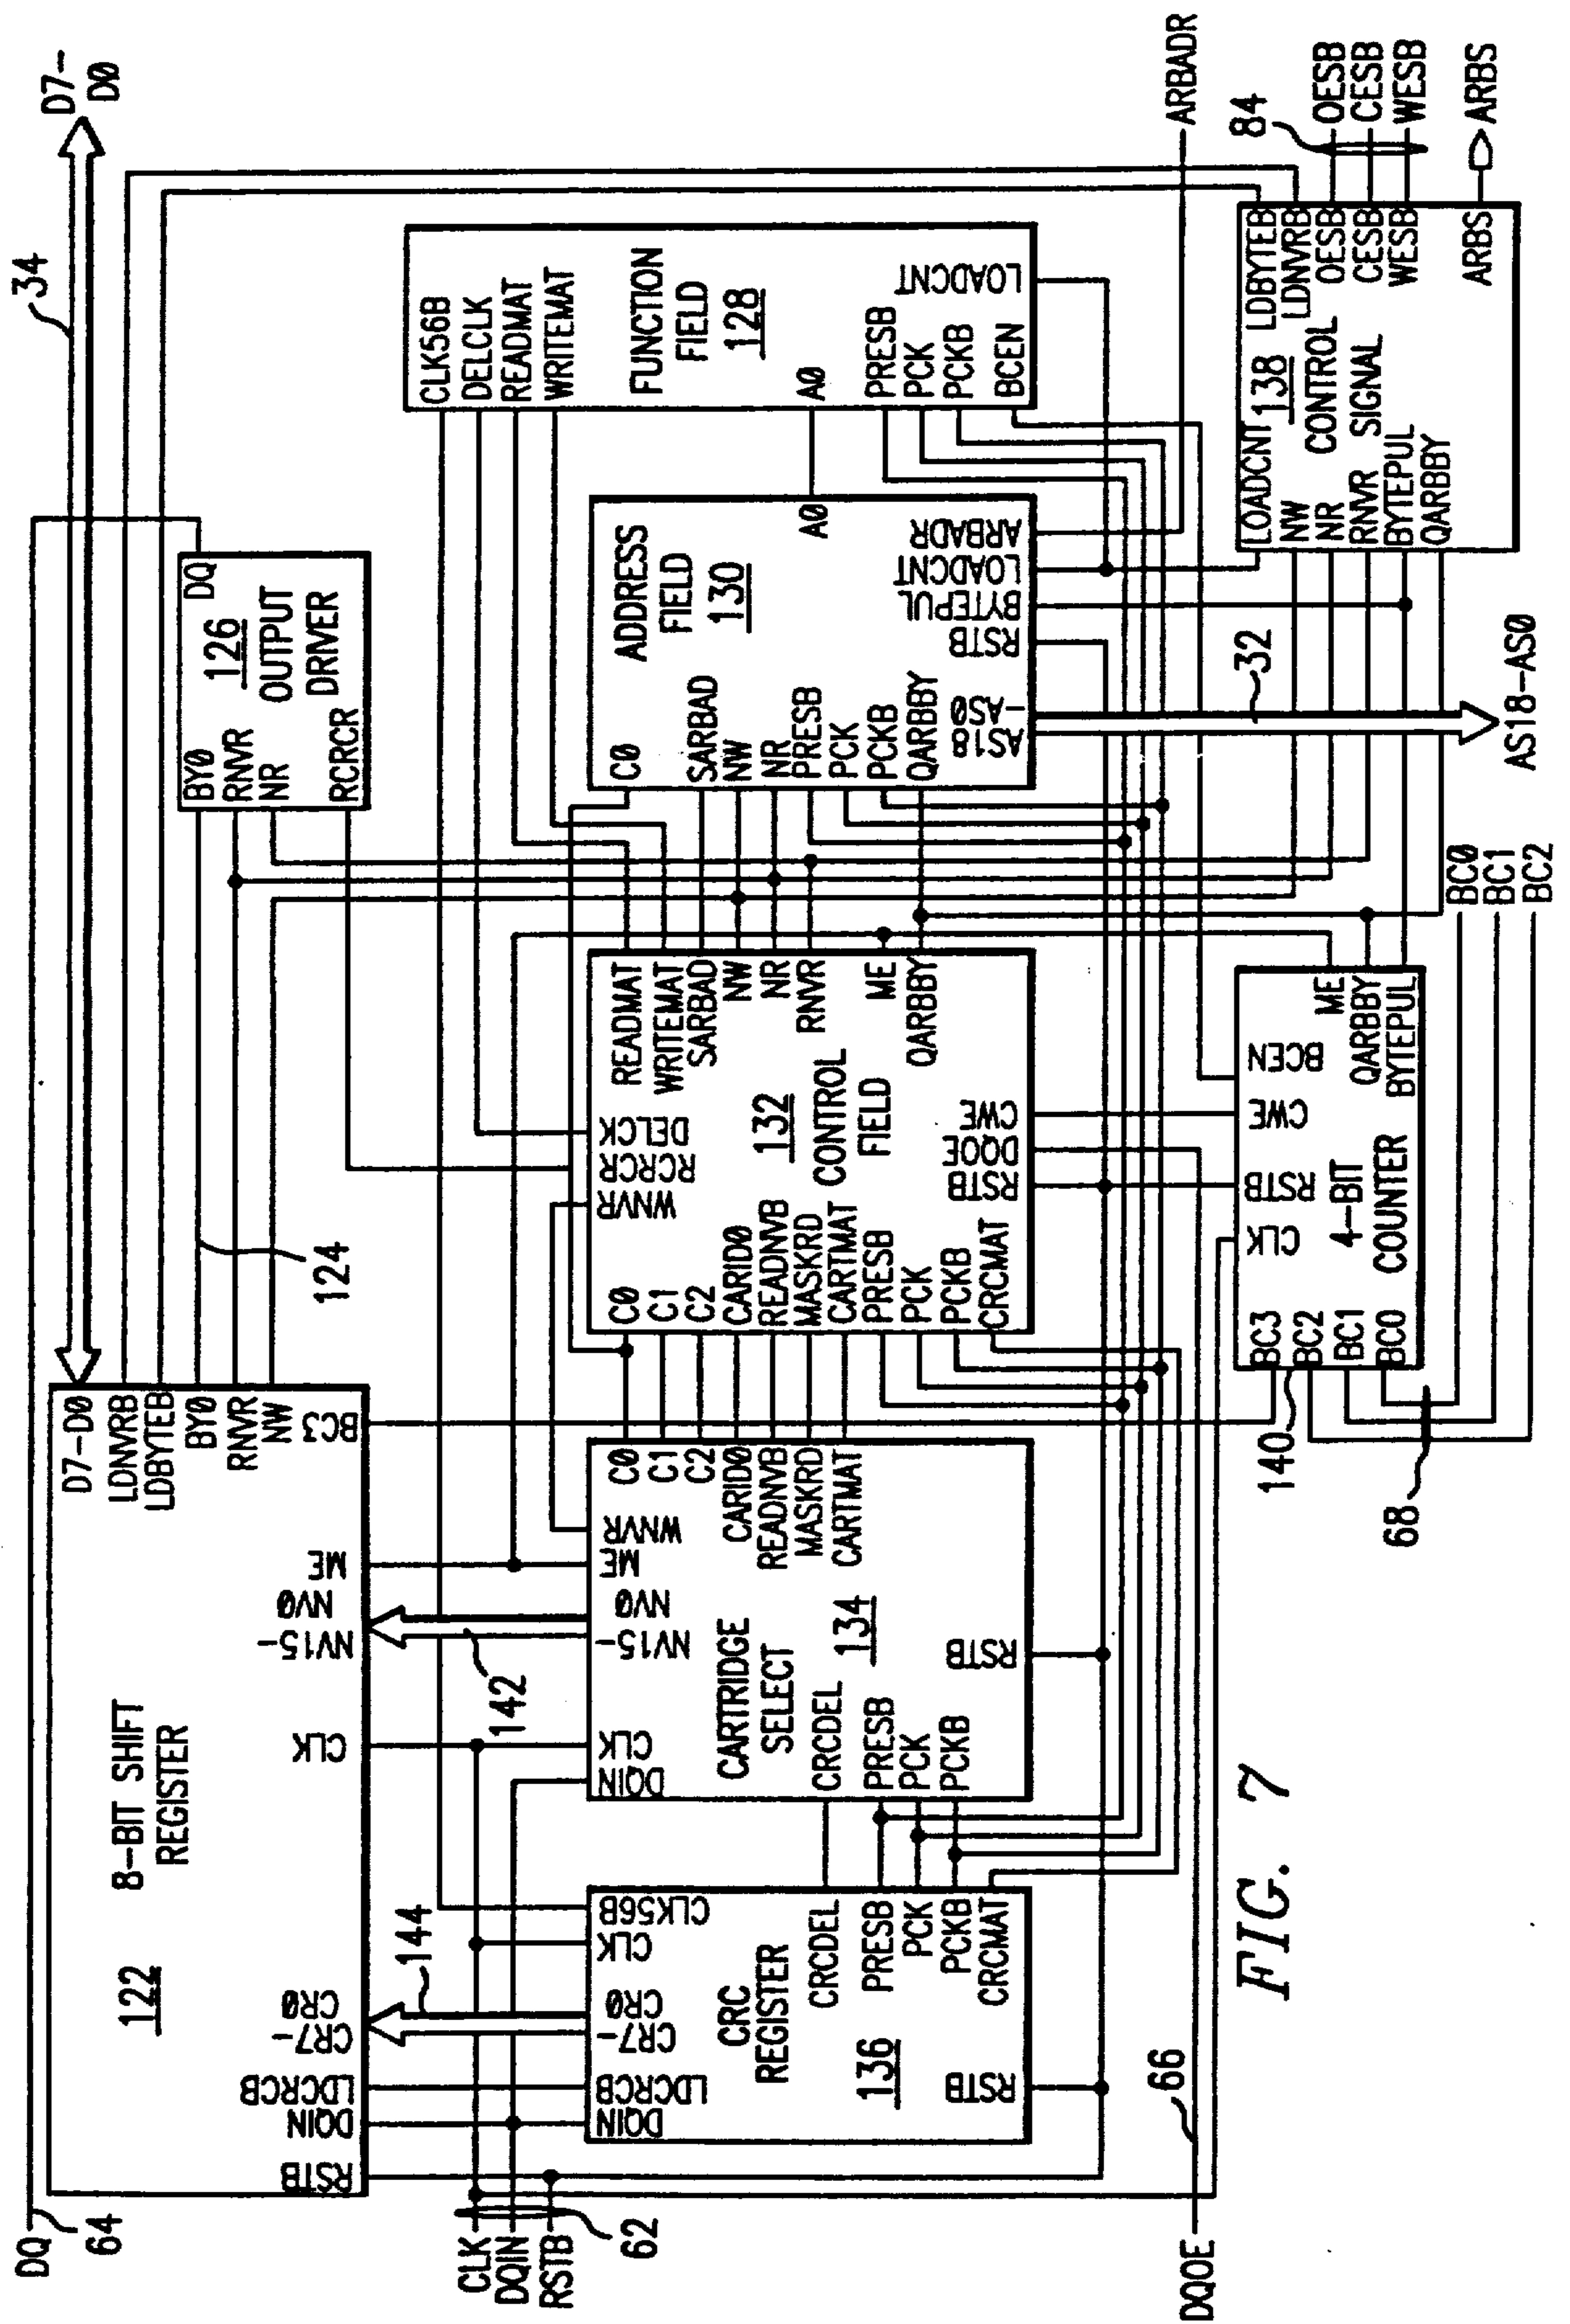 DQ
64
34
D7-
D0
8-BIT SHIFT
REGISTER
122
D7-D0
LDNVRB
LDBYTEB
BY0
RNVR
NW
BC3
ME
NV15-
NV0
CLK
CR7-
CR0
LDCRCB
DQIN
RSTB
124
126
OUTPUT
DRIVER
DQ
BY0
RNVR
NR
RCRCR
142
144
CLK
DQIN
RSTB
62
CRC
REGISTER
136
DQIN
LDCRCB
CR7-
CR0
CLK
CLK56B
CRCDEL
PRESB
PCK
PCKB
CRCMAT
RSTB
CARTRIDGE
SELECT
134
DQIN
CLK
NV15-
NV0
ME
WNVR
C0
C1
C2
CARID0
READNVB
MASKRD
CARTMAT
CRCDEL
PRESB
PCK
PCKB
RSTB
132
CONTROL
FIELD
WNVR
RCRCR
DELCK
C0
C1
C2
CARID0
READNVB
MASKRD
CARTMAT
PRESB
PCK
PCKB
CRCMAT
READMAT
WRITEMAT
SARBAD
NW
NR
RNVR
ME
QARBBY
RSTB
DQOE
CWE
ADDRESS
FIELD
130
C0
SARBAD
NW
NR
PRESB
PCK
PCKB
QARBBY
A0
AS18
-AS0
RSTB
BYTEPUL
LOADCNT
ARBADR
FUNCTION
FIELD
128
CLK56B
DELCLK
READMAT
WRITEMAT
A0
PRESB
PCK
PCKB
BCEN
LOADCNT
ARBADR
DQOE
66
4-BIT
COUNTER
140
CLK
RSTB
CWE
BCEN
BC3
BC2
BC1
BC0
ME
QARBBY
BYTEPUL
68
BC0
BC1
BC2
32
AS18-AS0
138
CONTROL
SIGNAL
LOADCNT
NW
NR
RNVR
BYTEPUL
QARBBY
LDBYTEB
LDNVRB
OESB
CESB
WESB
ARBS
84
OESB
CESB
WESB
ARBS
FIG. 7